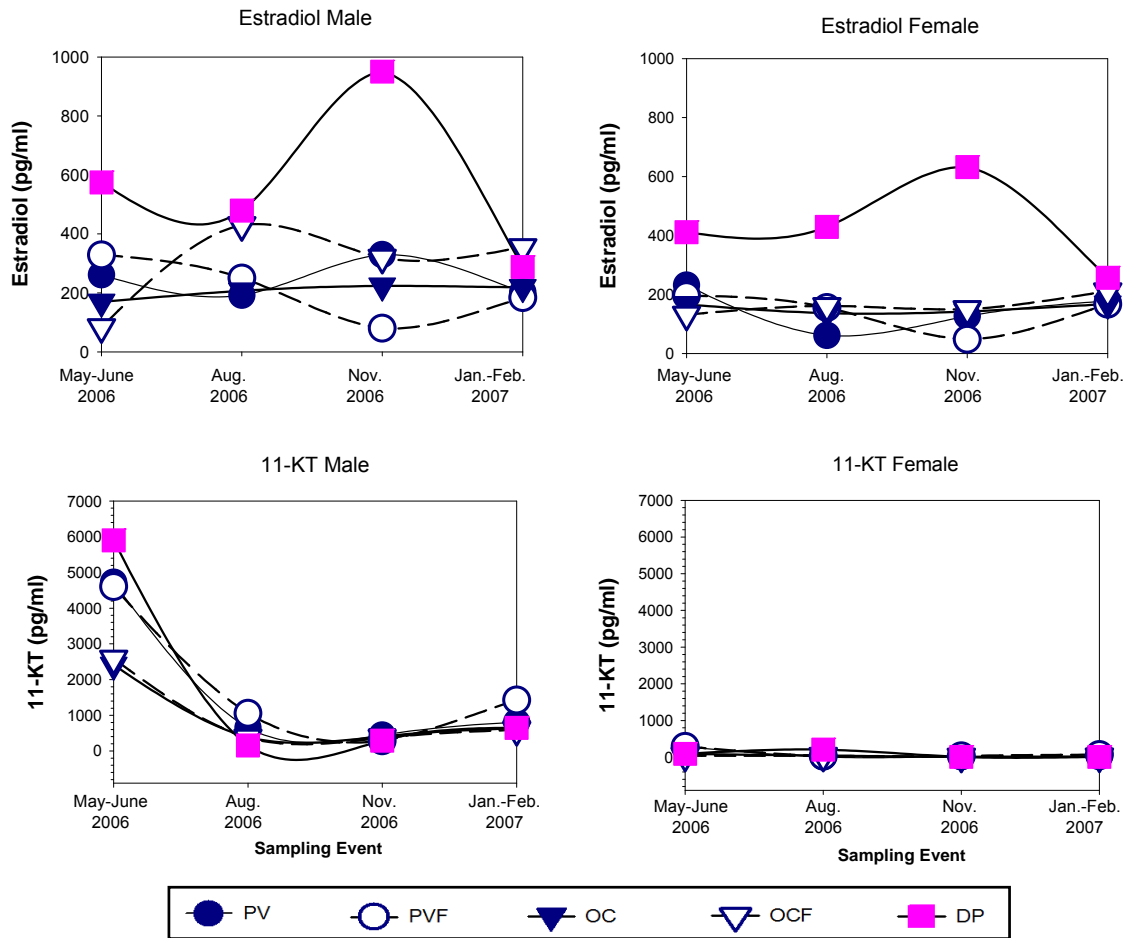 Estradiol Male
Estradiol (pg/ml)
1000
800
600
400
200
0
May-June
2006
Aug.
2006
Nov.
2006
Jan.-Feb.
2007
Estradiol Female
Estradiol (pg/ml)
1000
800
600
400
200
0
May-June
2006
Aug.
2006
Nov.
2006
Jan.-Feb.
2007
11-KT Male
11-KT (pg/ml)
7000
6000
5000
4000
3000
2000
1000
0
May-June
2006
Aug.
2006
Nov.
2006
Jan.-Feb.
2007
Sampling Event
11-KT Female
11-KT (pg/ml)
7000
6000
5000
4000
3000
2000
1000
0
May-June
2006
Aug.
2006
Nov.
2006
Jan.-Feb.
2007
Sampling Event
PV PVF OC OCF DP